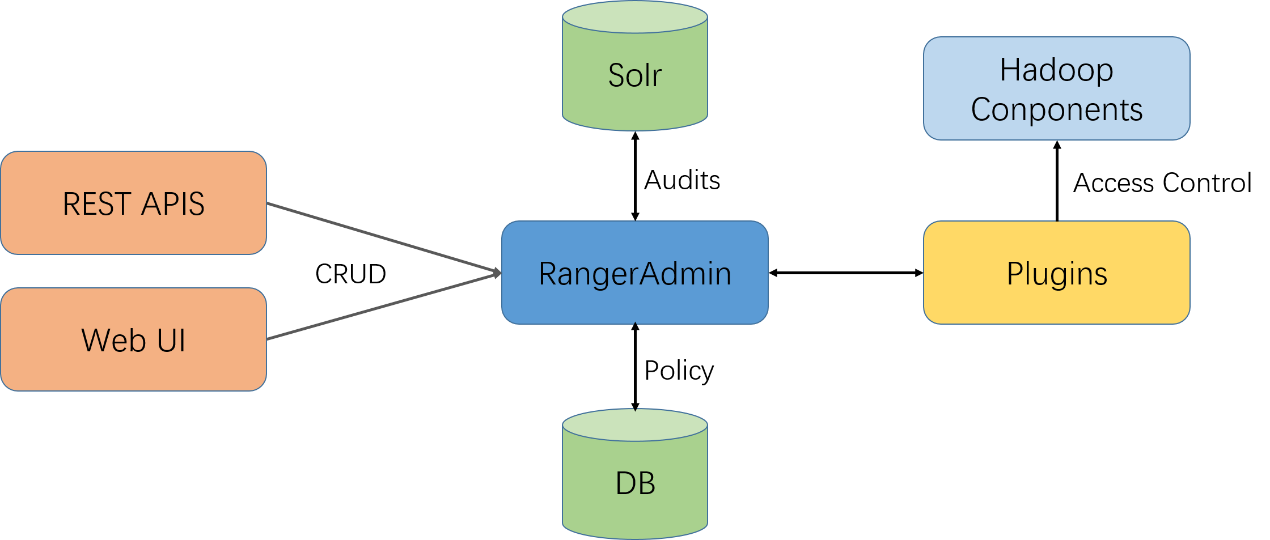 Solr
Hadoop
Conponents
Audits
Access Control
REST APIS
CRUD
RangerAdmin
Plugins
Web UI
Policy
DB